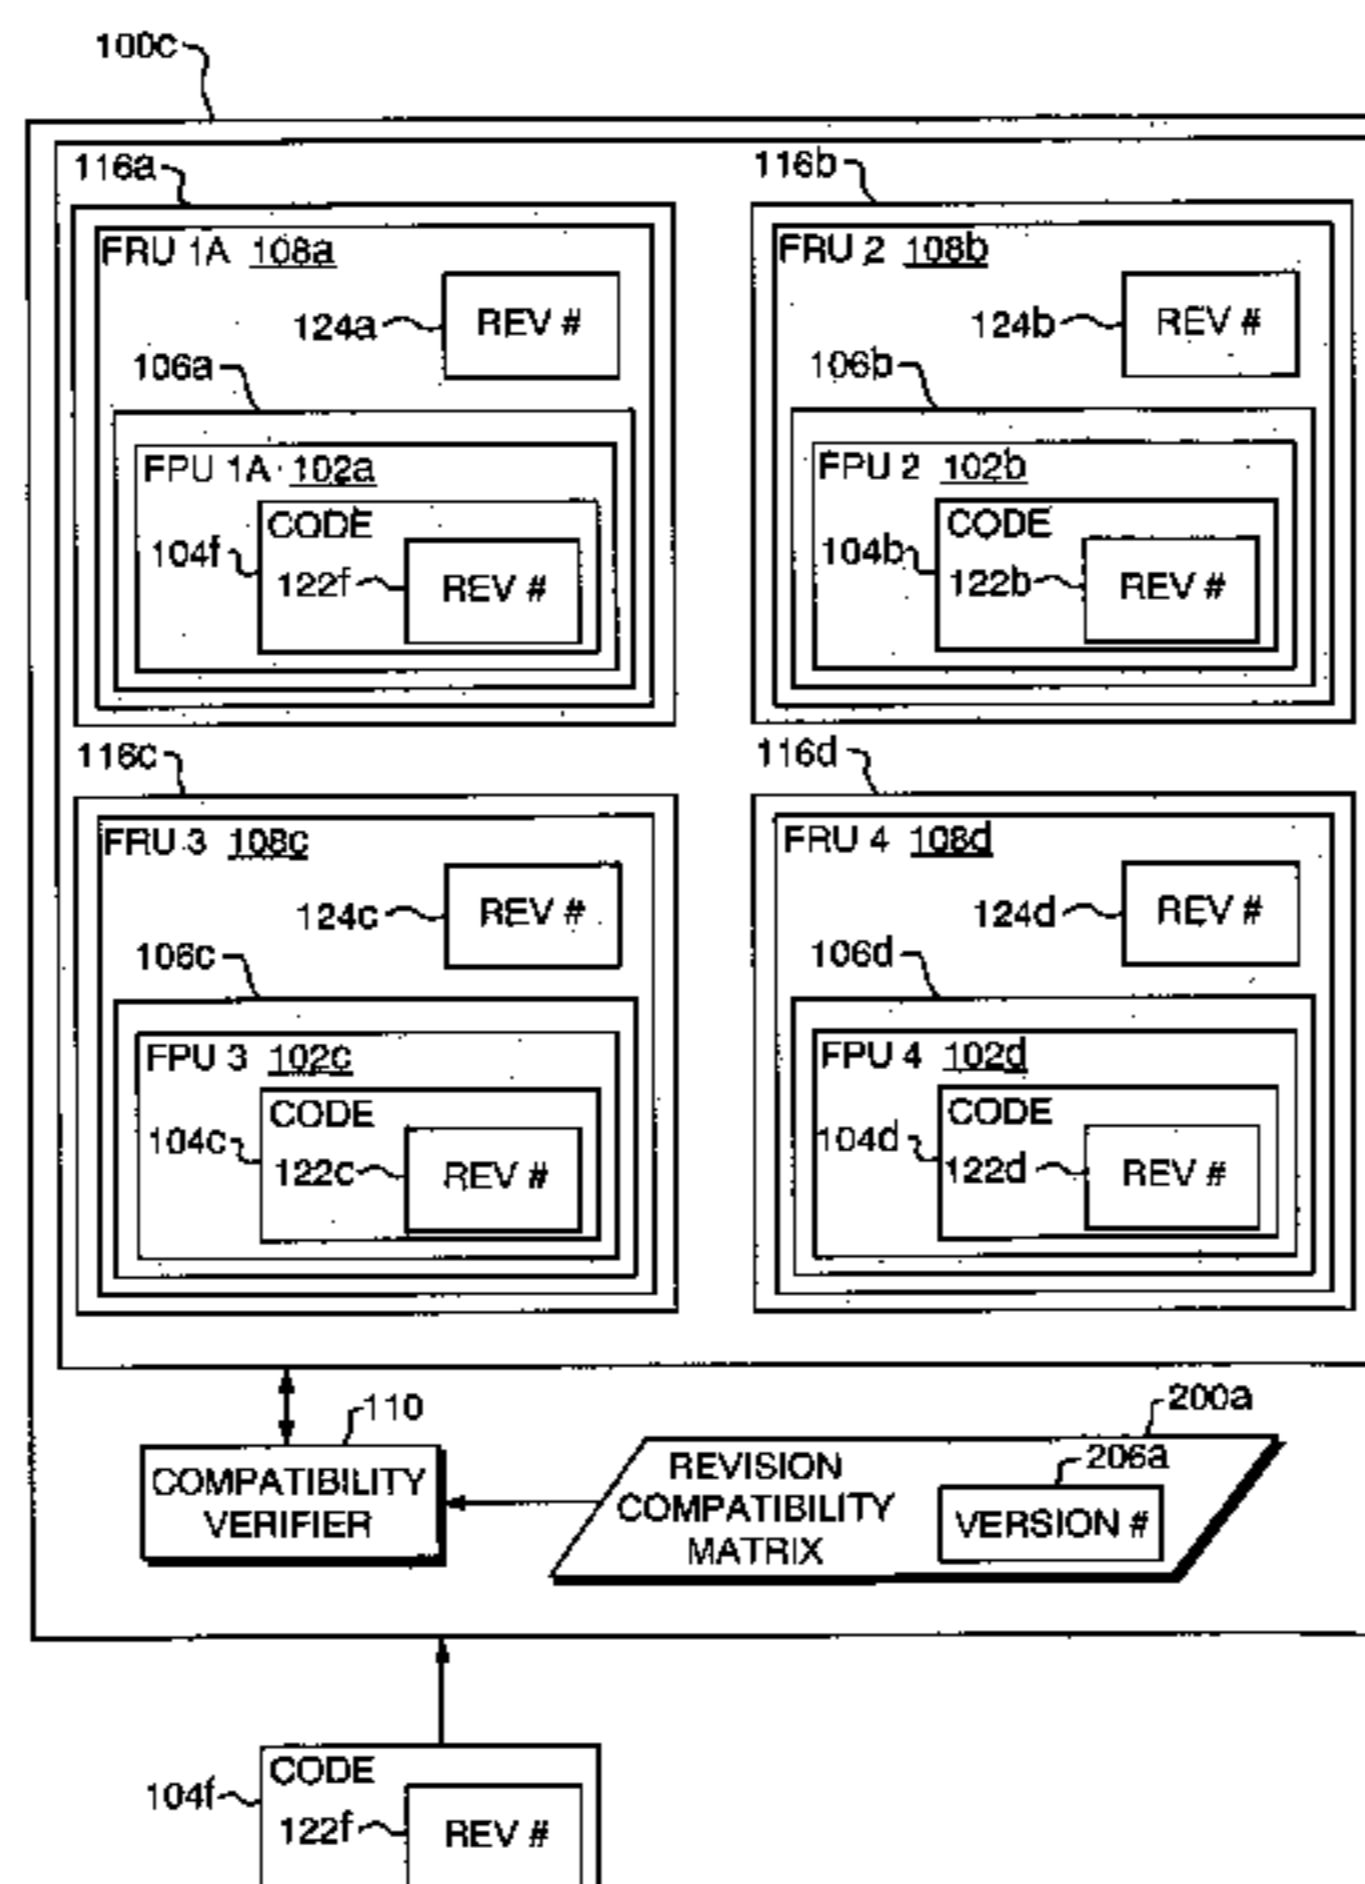 100c
116a
FRU 1A 108a
124a
REV #
106a
FPU 1A 102a
CODE
104f
122f
REV #
116b
FRU 2 108b
124b
REV #
106b
FPU 2 102b
CODE
104b
122b
REV #
116c
FRU 3 108c
124c
REV #
106c
FPU 3 102c
CODE
104c
122c
REV #
116d
FRU 4 108d
124d
REV #
106d
FPU 4 102d
CODE
104d
122d
REV #
110
COMPATIBILITY
VERIFIER
200a
REVISION
COMPATIBILITY
MATRIX
206a
VERSION #
CODE
104f
122f
REV #